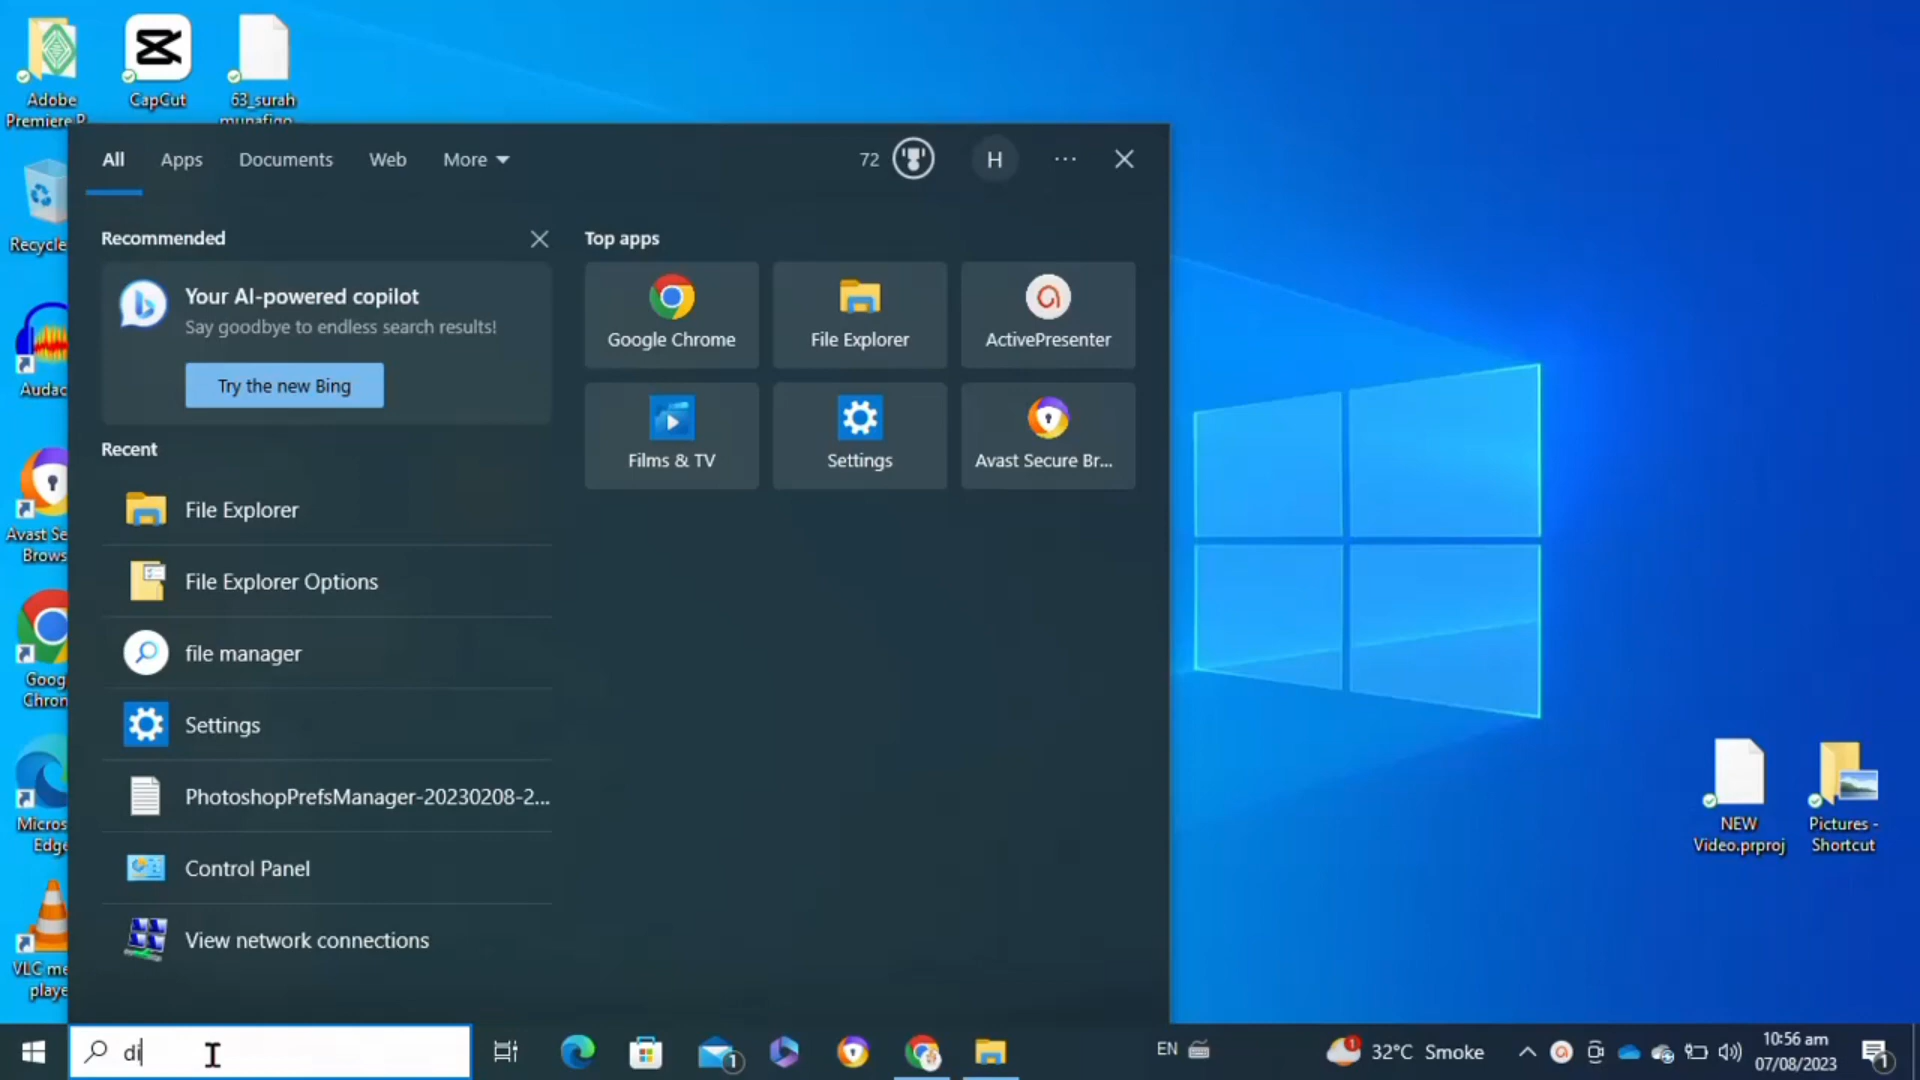 Adobe
Premiere P
CapCut
63_surah
munafiqo
Recycle
Audac
Avast Se
Brows
Goog
Chron
Micros
Edge
VLC me
playe
All
Apps
Documents
Web
More
72
H
Recommended
Your AI-powered copilot
Say goodbye to endless search results!
Try the new Bing
Recent
File Explorer
File Explorer Options
file manager
Settings
PhotoshopPrefsManager-20230208-2...
Control Panel
View network connections
Top apps
Google Chrome
File Explorer
ActivePresenter
Films & TV
Settings
Avast Secure Br...
NEW
Video.prproj
Pictures -
Shortcut
di
1
EN
1
32°C Smoke
10:56 am
07/08/2023
1